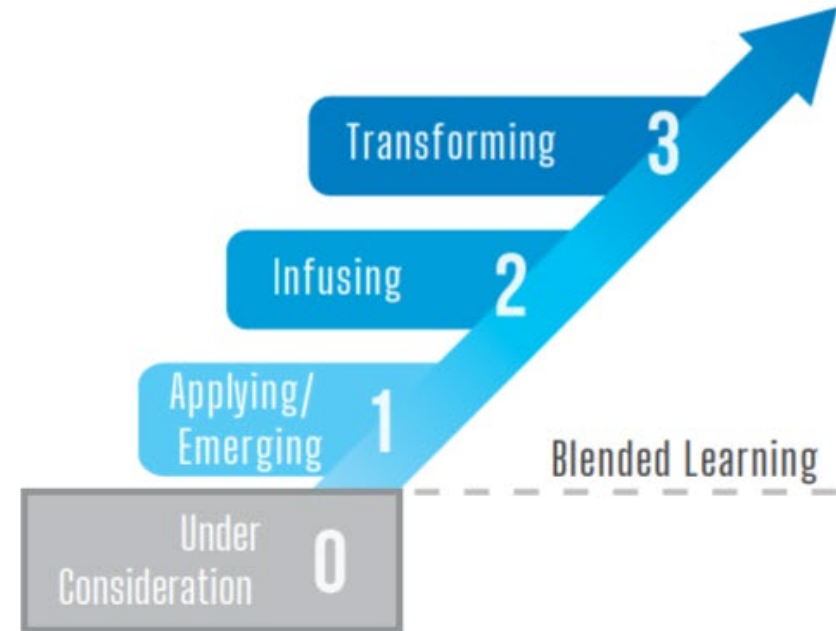 Transforming 3
Infusing 2
Applying/
Emerging 1
Blended Learning
Under
Consideration 0